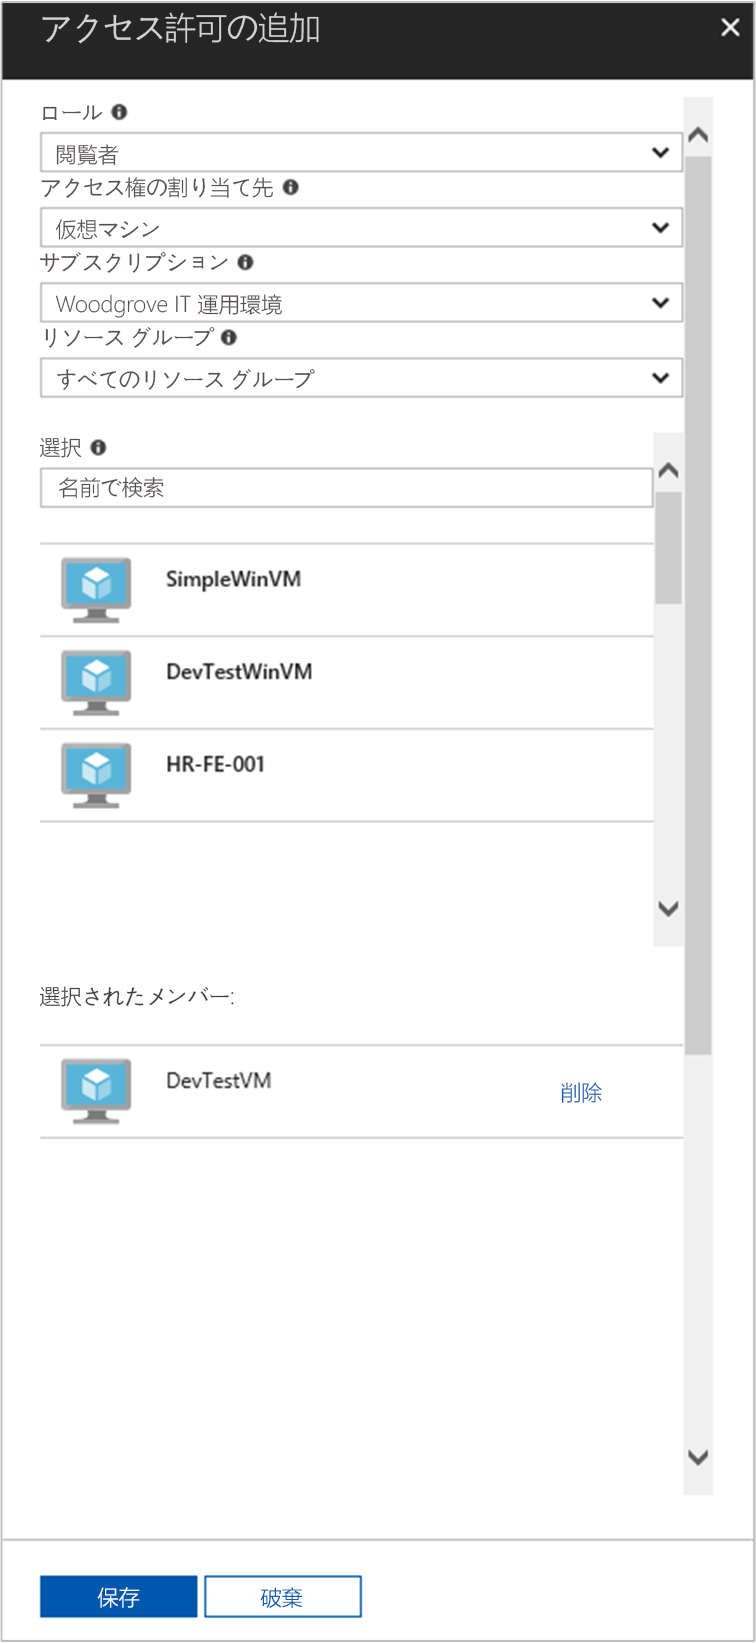 アクセス許可の追加
ロール
閲覧者
アクセス権の割り当て先
仮想マシン
サブスクリプション
Woodgrove IT 運用環境
リソース グループ
すべてのリソース グループ
選択
名前で検索
SimpleWinVM
DevTestWinVM
HR-FE-001
選択されたメンバー:
DevTestVM
削除
保存
破棄